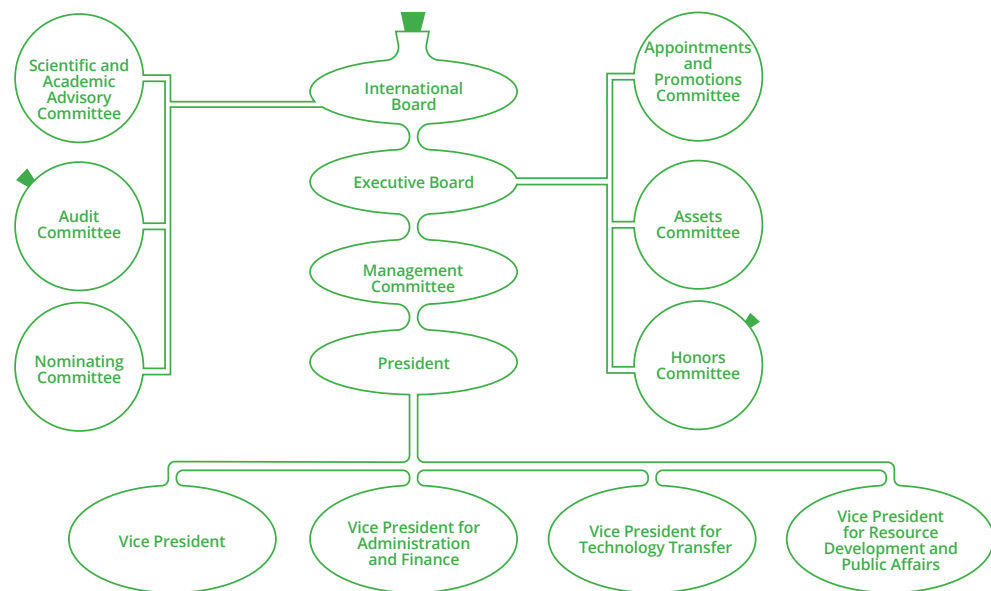 Scientific and
Academic
Advisory
Committee
International
Board
Appointments
and
Promotions
Committee
Executive Board
Audit
Committee
Assets
Committee
Management
Committee
Nominating
Committee
President
Honors
Committee
Vice President
Vice President for
Administration
and Finance
Vice President for
Technology Transfer
Vice President
for Resource
Development and
Public Affairs